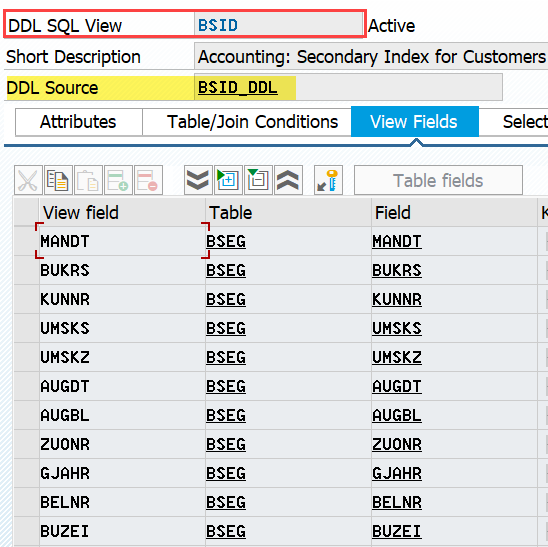 DDL SQL View BSID Active
Short Description Accounting: Secondary Index for Customers
DDL Source BSID_DDL
Attributes Table/Join Conditions View Fields Select
Table fields
View field Table Field K
MANDT BSEG MANDT
BUKRS BSEG BUKRS
KUNNR BSEG KUNNR
UMSKS BSEG UMSKS
UMSKZ BSEG UMSKZ
AUGDT BSEG AUGDT
AUGBL BSEG AUGBL
ZUONR BSEG ZUONR
GJAHR BSEG GJAHR
BELNR BSEG BELNR
BUZEI BSEG BUZEI